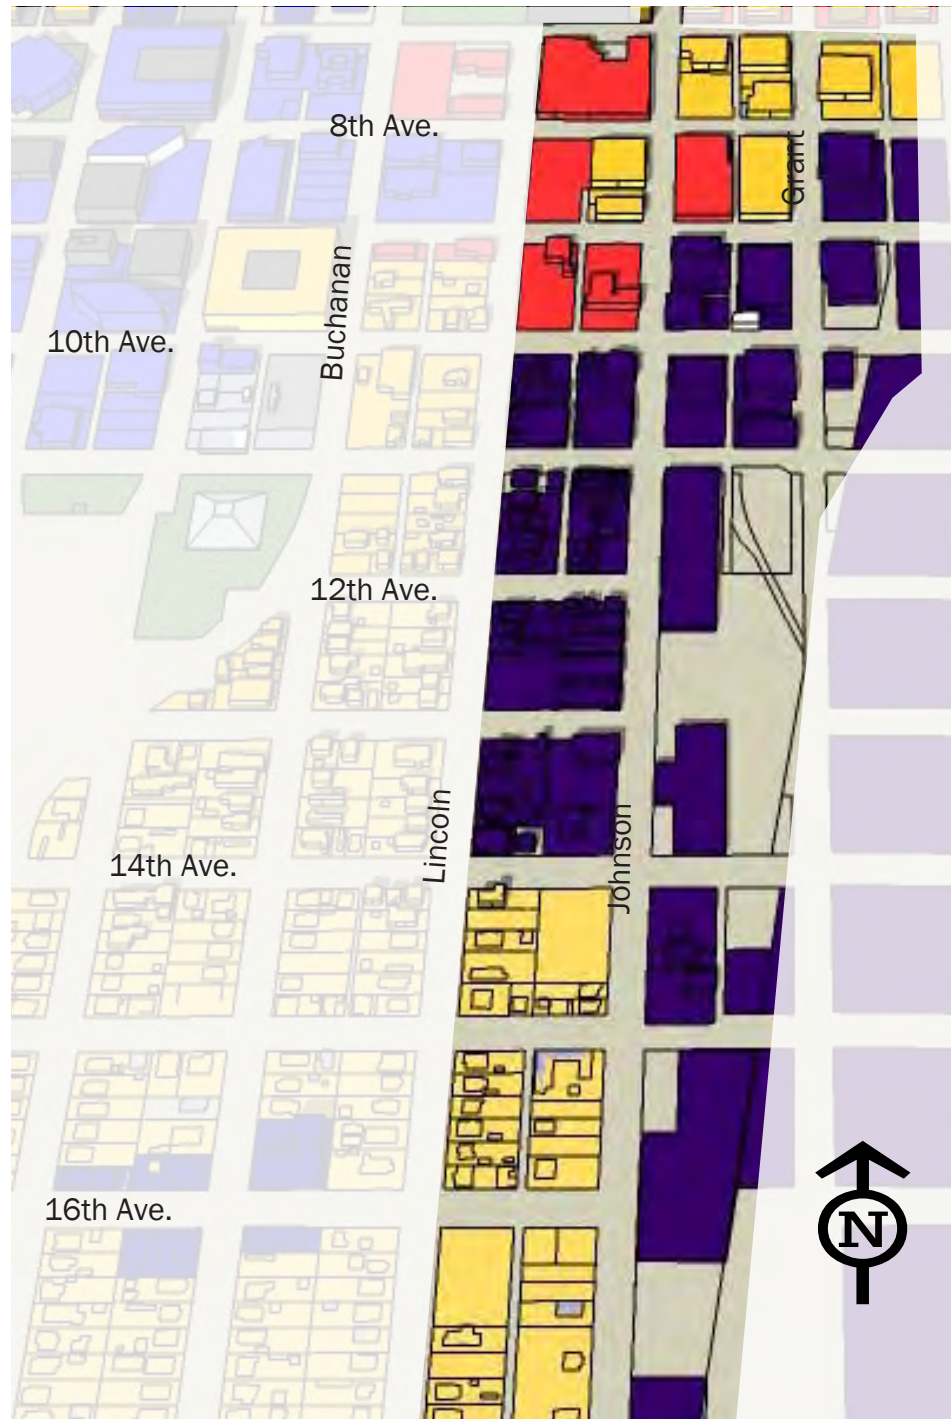 8th Ave.
Grant
Buchanan
10th Ave.
12th Ave.
Lincoln
Johnson
14th Ave.
16th Ave.
N